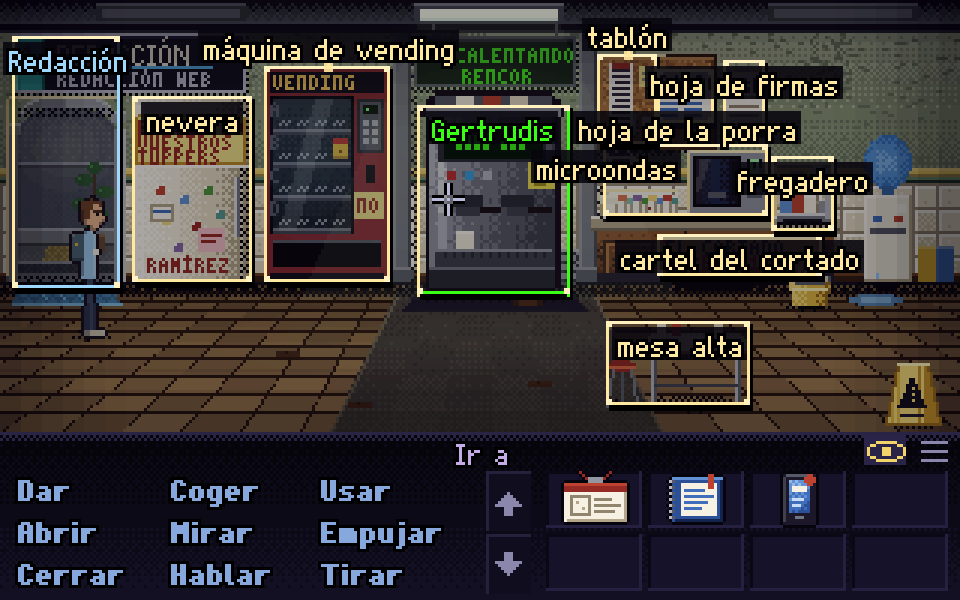 Redacción
REDACCIÓN WEB
máquina de vending
VENDING
CALENTANDO
RENCOR
tablón
hoja de firmas
nevera
TUPPERS
RAMÍREZ
NO
Gertrudis
hoja de la porra
microondas
fregadero
cartel del cortado
mesa alta
Ir a
Dar
Coger
Usar
Abrir
Mirar
Empujar
Cerrar
Hablar
Tirar